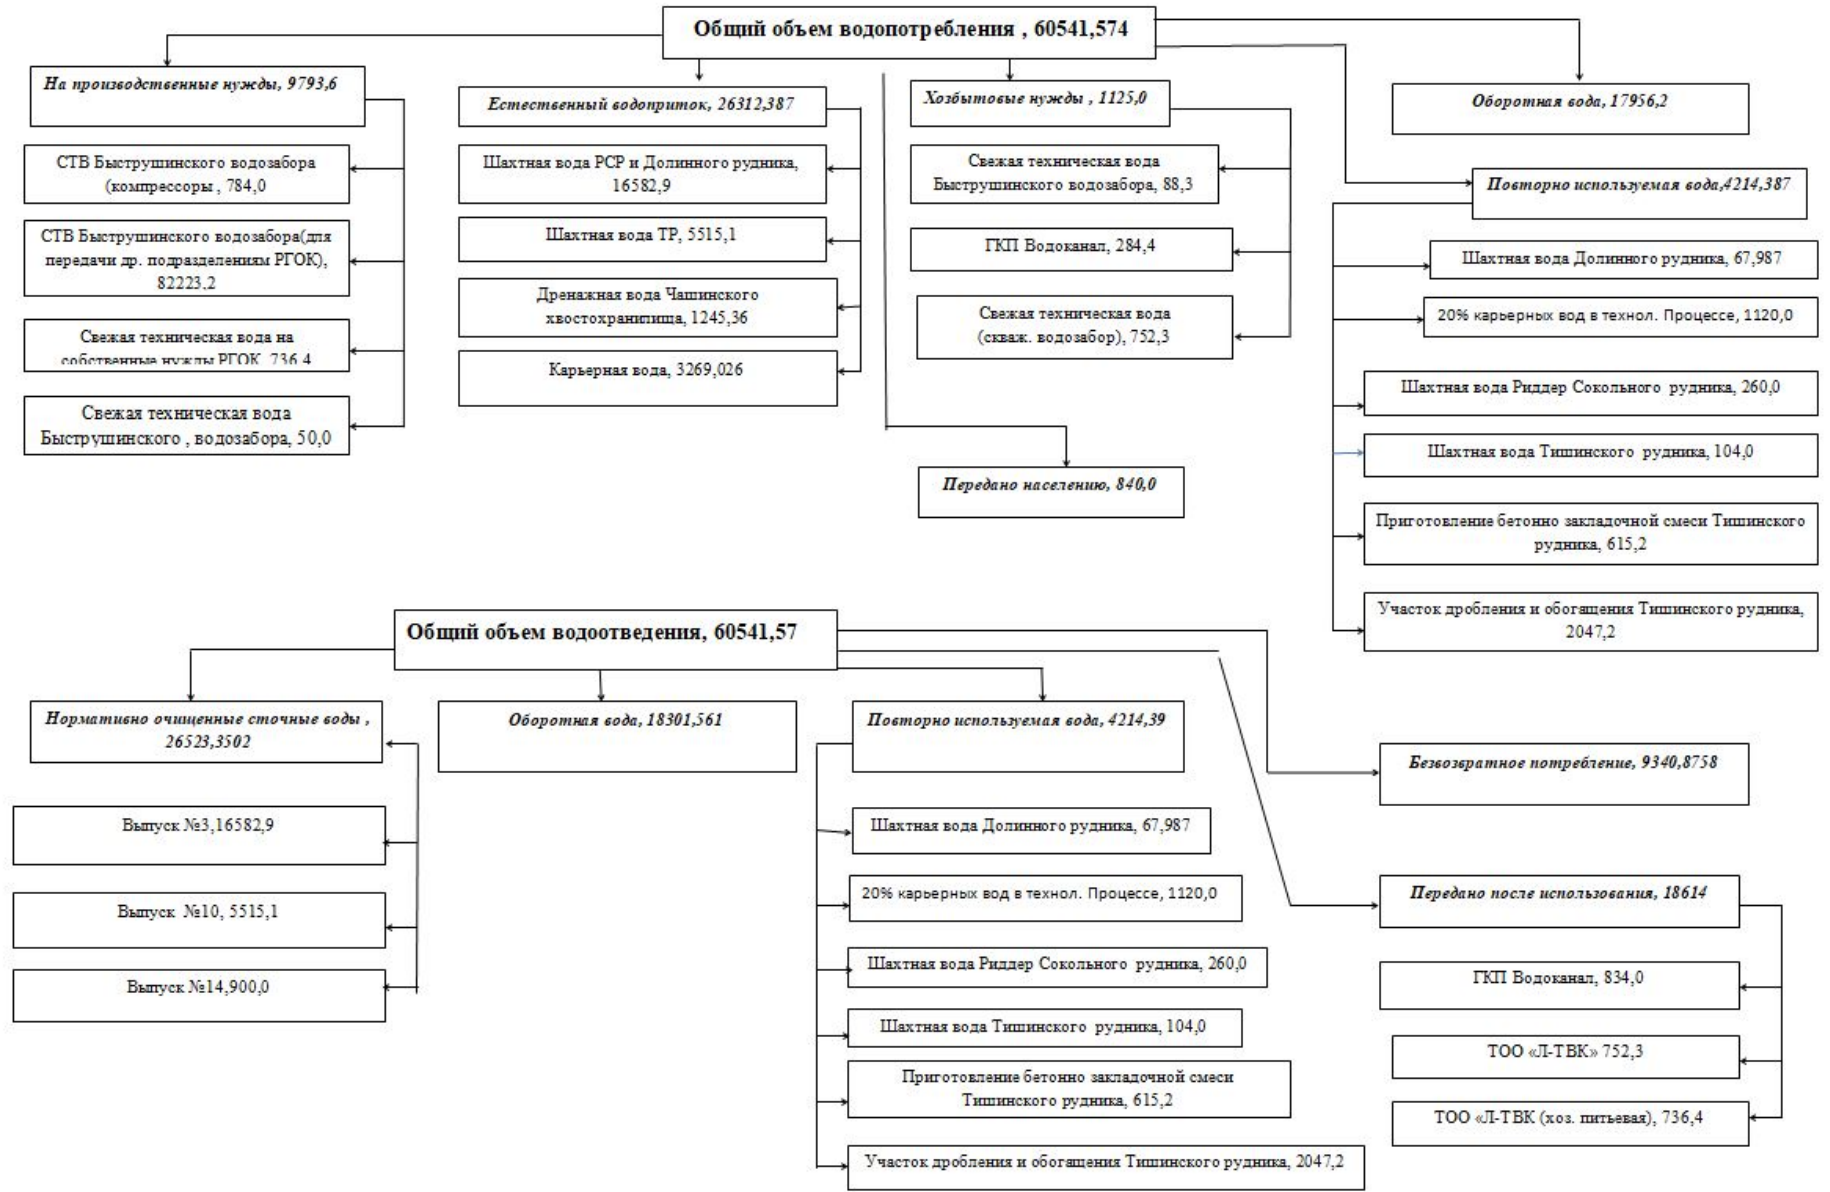 Общий объем водопотребления , 60541,574
На производственные нужды, 9793,6
СТВ Быструшинского водозабора
(компрессоры , 784,0
СТВ Быструшинского водозабора(для
передачи др. подразделениям РГОК),
82223,2
Свежая техническая вода на
собственные нужды РГОК, 736,4
Свежая техническая вода
Быструшинского , водозабора, 50,0
Естественный водоприток, 26312,387
Шахтная вода РСР и Долинного рудника,
16582,9
Шахтная вода ТР, 5515,1
Дренажная вода Чашинского
хвостохранилища, 1245,36
Карьерная вода, 3269,026
Хозбытовые нужды , 1125,0
Свежая техническая вода
Быструшинского водозабора, 88,3
ГКП Водоканал, 284,4
Свежая техническая вода
(скваж. водозабор), 752,3
Передано населению, 840,0
Оборотная вода, 17956,2
Повторно используемая вода,4214,387
Шахтная вода Долинного рудника, 67,987
20% карьерных вод в технол. Процессе, 1120,0
Шахтная вода Риддер Сокольного рудника, 260,0
Шахтная вода Тишинского рудника, 104,0
Приготовление бетонно закладочной смеси Тишинского
рудника, 615,2
Участок дробления и обогащения Тишинского рудника,
2047,2
Общий объем водоотведения, 60541,57
Нормативно очищенные сточные воды ,
26523,3502
Выпуск №3,16582,9
Выпуск №10, 5515,1
Выпуск №14,900,0
Оборотная вода, 18301,561
Повторно используемая вода, 4214,39
Шахтная вода Долинного рудника, 67,987
20% карьерных вод в технол. Процессе, 1120,0
Шахтная вода Риддер Сокольного рудника, 260,0
Шахтная вода Тишинского рудника, 104,0
Приготовление бетонно закладочной смеси
Тишинского рудника, 615,2
Участок дробления и обогащения Тишинского рудника, 2047,2
Безвозвратное потребление, 9340,8758
Передано после использования, 18614
ГКП Водоканал, 834,0
ТОО «Л-ТВК» 752,3
ТОО «Л-ТВК (хоз. питьевая), 736,4